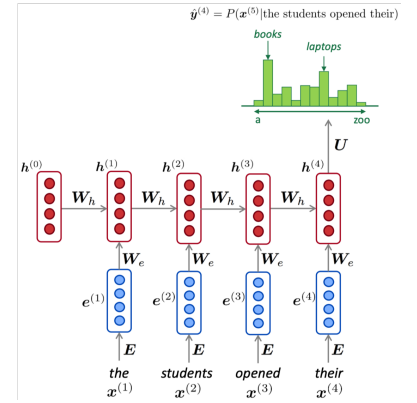 ŷ⁽⁴⁾ = P(x⁽⁵⁾|the students opened their)
books
laptops
a zoo
U
h⁽⁰⁾ h⁽¹⁾ h⁽²⁾ h⁽³⁾ h⁽⁴⁾
W_h W_h W_h W_h
W_e W_e W_e W_e
e⁽¹⁾ e⁽²⁾ e⁽³⁾ e⁽⁴⁾
E E E E
the students opened their
x⁽¹⁾ x⁽²⁾ x⁽³⁾ x⁽⁴⁾